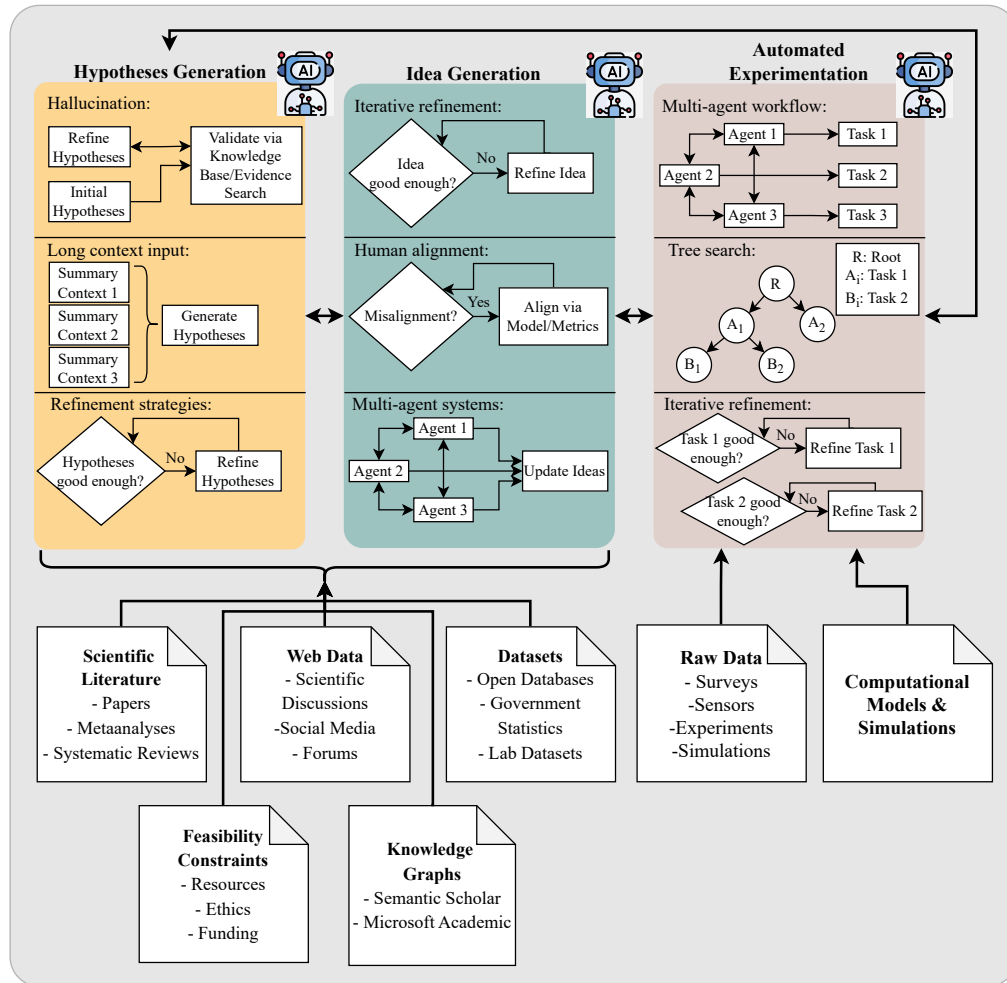 Hypotheses Generation
AI
Hallucination:
Refine
Hypotheses
Validate via
Knowledge
Base/Evidence
Search
Initial
Hypotheses
Long context input:
Summary
Context 1
Summary
Context 2
Summary
Context 3
Generate
Hypotheses
Refinement strategies:
Hypotheses
good enough?
No
Refine
Hypotheses
Idea Generation
AI
Iterative refinement:
Idea
good enough?
No
Refine Idea
Human alignment:
Misalignment?
Yes
Align via
Model/Metrics
Multi-agent systems:
Agent 1
Agent 2
Agent 3
Update Ideas
Automated
Experimentation
AI
Multi-agent workflow:
Agent 1
Task 1
Agent 2
Task 2
Agent 3
Task 3
Tree search:
R: Root
Ai: Task 1
Bi: Task 2
R
A1
A2
B1
B2
Iterative refinement:
Task 1 good
enough?
No
Refine Task 1
Task 2 good
enough?
No
Refine Task 2
Scientific
Literature
- Papers
- Metaanalyses
- Systematic Reviews
Web Data
- Scientific
Discussions
-Social Media
- Forums
Datasets
- Open Databases
- Government
Statistics
- Lab Datasets
Raw Data
- Surveys
-Sensors
-Experiments
-Simulations
Computational
Models &
Simulations
Feasibility
Constraints
- Resources
- Ethics
- Funding
Knowledge
Graphs
- Semantic Scholar
- Microsoft Academic